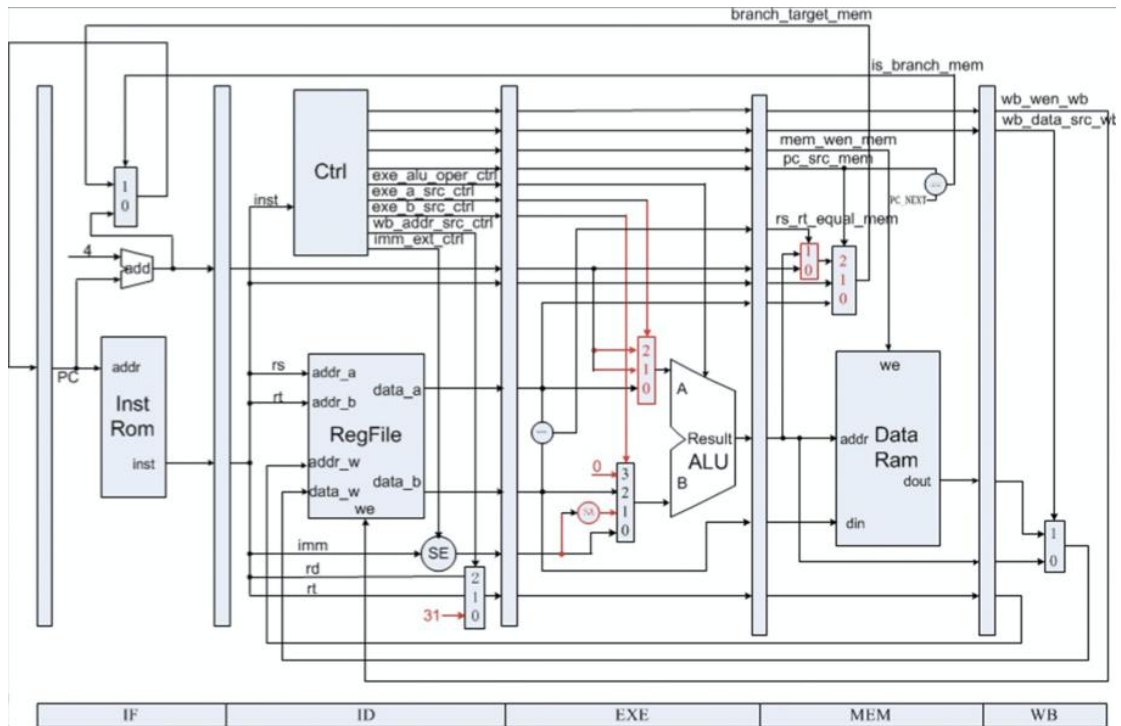 branch_target_mem
is_branch_mem
wb_wen_wb
wb_data_src_wb
mem_wen_mem
pc_src_mem
PC_NEXT
rs_rt_equal_mem
Ctrl
inst
exe_alu_oper_ctrl
exe_a_src_ctrl
exe_b_src_ctrl
wb_addr_src_ctrl
imm_ext_ctrl
1
0
4
add
1
0
2
1
0
PC
addr
Inst
Rom
inst
rs
rt
addr_a
addr_b
data_a
RegFile
addr_w
data_w
data_b
we
2
1
0
A
Result
ALU
B
0
3
2
1
0
we
addr
Data
Ram
dout
din
1
0
imm
SE
rd
rt
2
1
0
31
IF
ID
EXE
MEM
WB